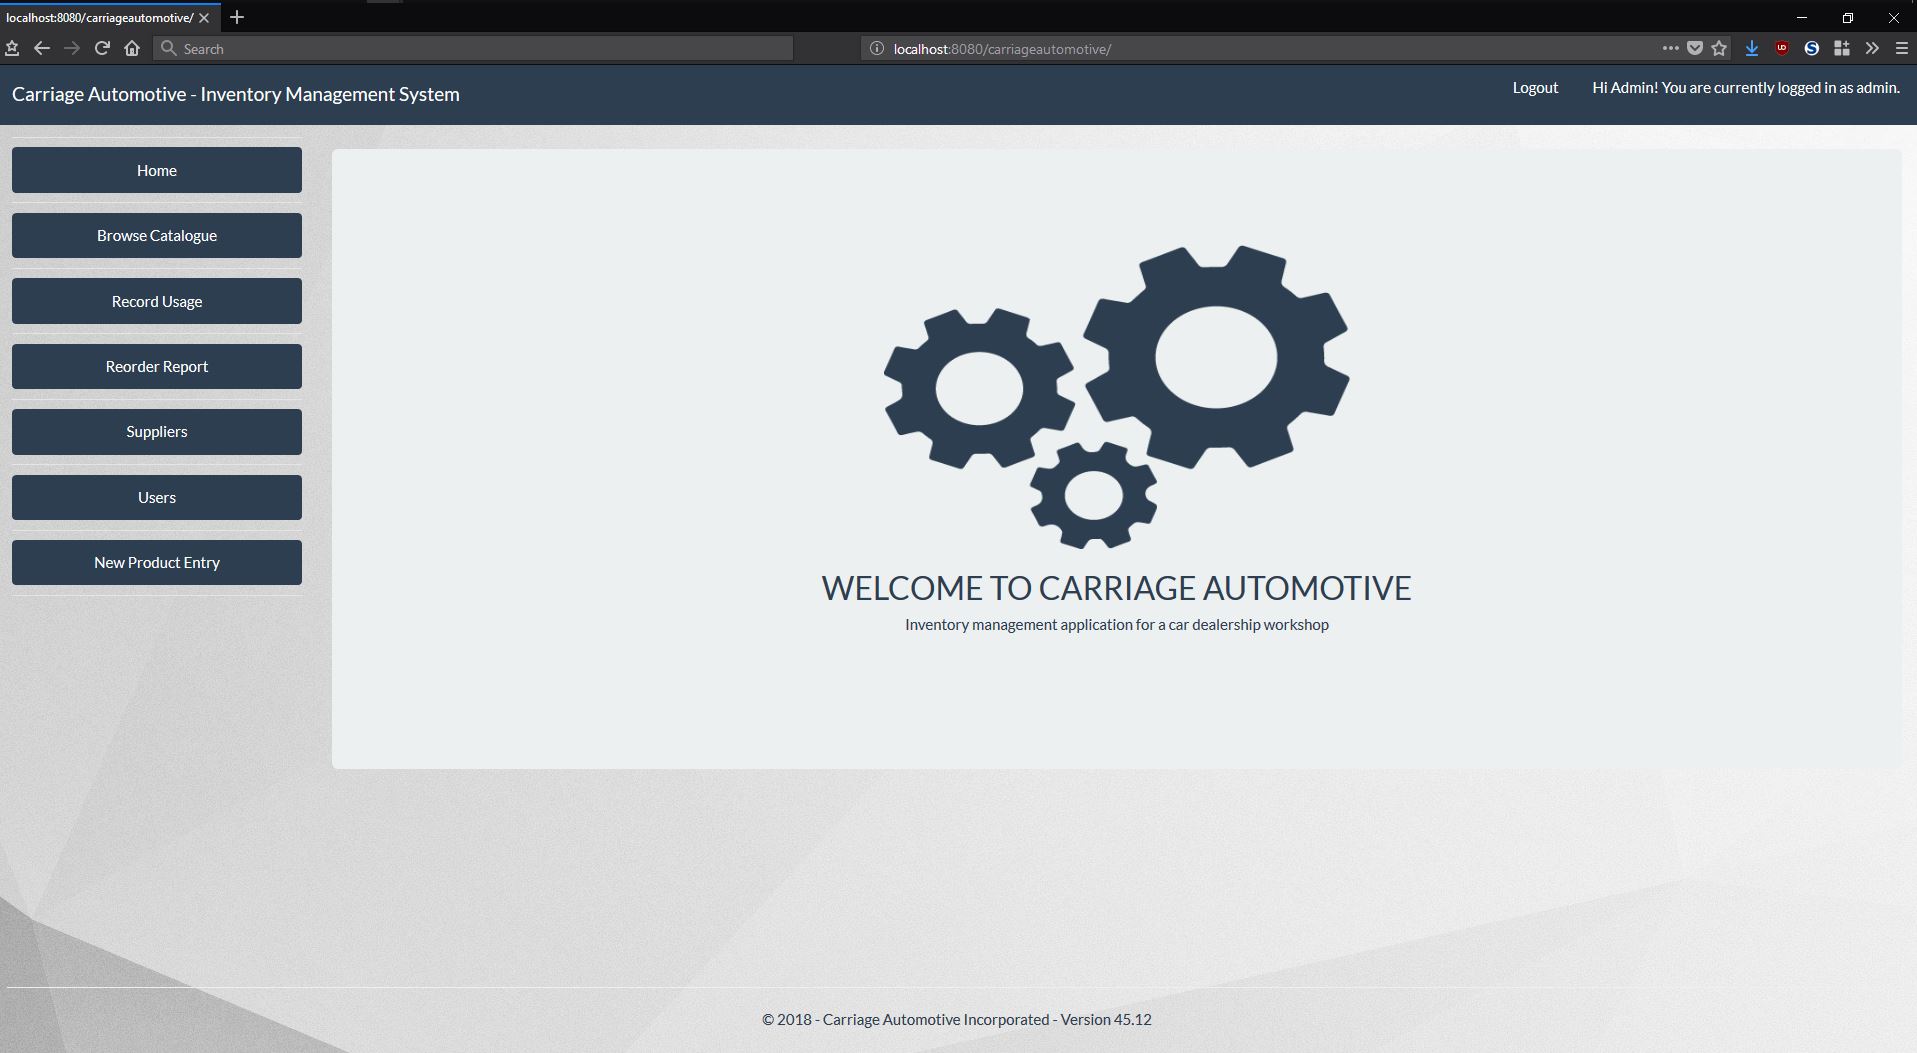 localhost:8080/carriageautomotive/
Search
localhost:8080/carriageautomotive/
Carriage Automotive - Inventory Management System
Logout
Hi Admin! You are currently logged in as admin.
Home
Browse Catalogue
Record Usage
Reorder Report
Suppliers
Users
New Product Entry
WELCOME TO CARRIAGE AUTOMOTIVE
Inventory management application for a car dealership workshop
© 2018 - Carriage Automotive Incorporated - Version 45.12